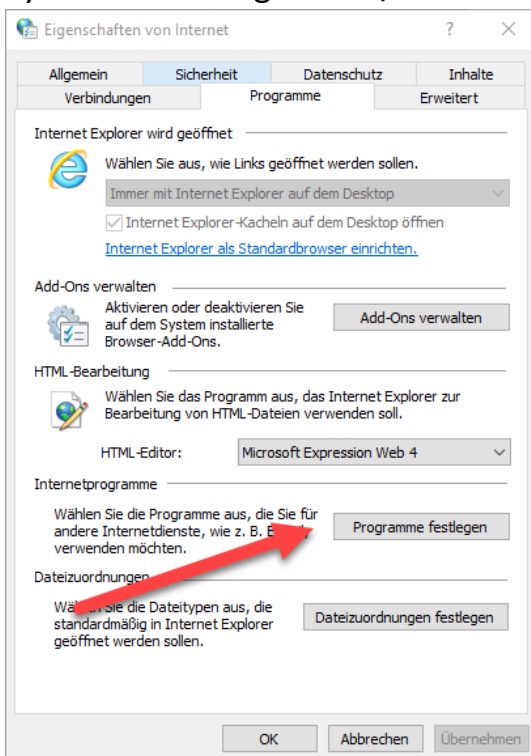 Eigenschaften von Internet
?
Allgemein Sicherheit Datenschutz Inhalte
Verbindungen Programme Erweitert
Internet Explorer wird geöffnet
Wählen Sie aus, wie Links geöffnet werden sollen.
Immer mit Internet Explorer auf dem Desktop
Internet Explorer-Kacheln auf dem Desktop öffnen
Internet Explorer als Standardbrowser einrichten.
Add-Ons verwalten
Aktivieren oder deaktivieren Sie
auf dem System installierte
Browser-Add-Ons.
Add-Ons verwalten
HTML-Bearbeitung
Wählen Sie das Programm aus, das Internet Explorer zur
Bearbeitung von HTML-Dateien verwenden soll.
HTML-Editor: Microsoft Expression Web 4
Internetprogramme
Wählen Sie die Programme aus, die Sie für
andere Internetdienste, wie z. B.
verwenden möchten.
Programme festlegen
Dateizuordnungen
Wählen Sie die Dateitypen aus, die
standardmäßig in Internet Explorer
geöffnet werden sollen.
Dateizuordnungen festlegen
OK Abbrechen Übernehmen